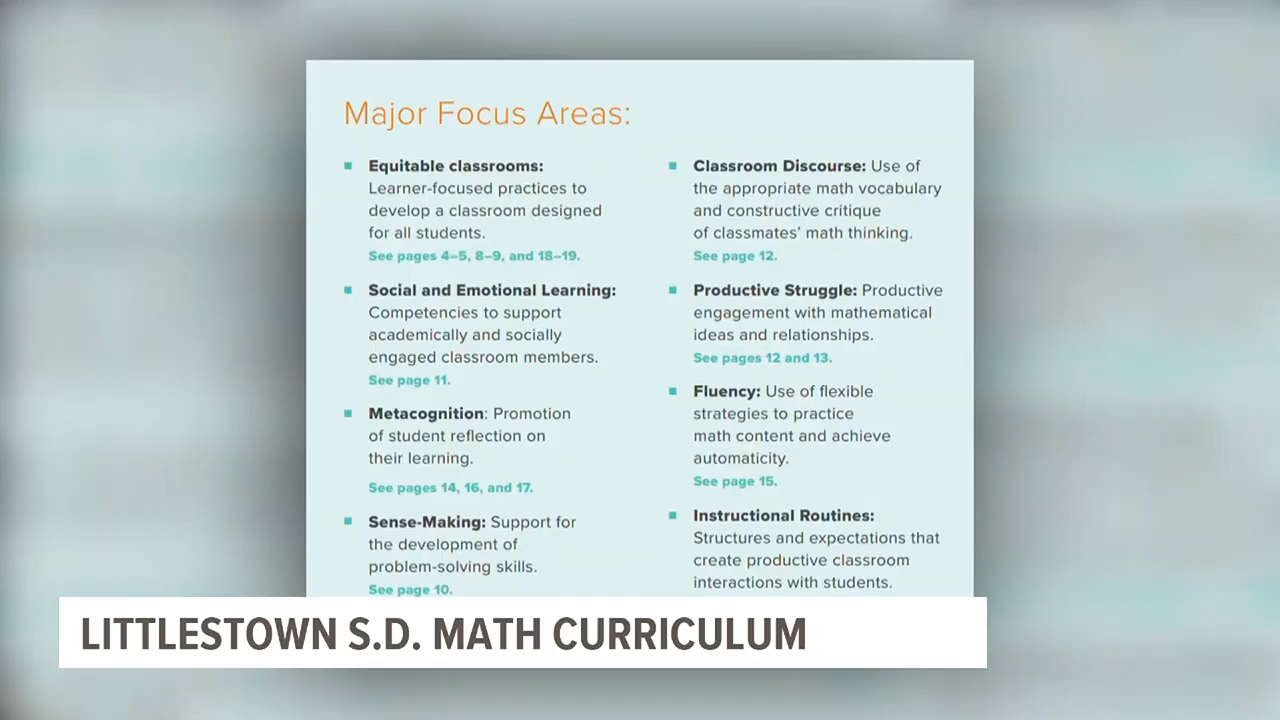 Major Focus Areas:
Equitable classrooms:
Learner-focused practices to
develop a classroom designed
for all students.
See pages 4–5, 8–9, and 18–19.
Social and Emotional Learning:
Competencies to support
academically and socially
engaged classroom members.
See page 11.
Metacognition: Promotion
of student reflection on
their learning.
See pages 14, 16, and 17.
Sense-Making: Support for
the development of
problem-solving skills.
See page 10.
Classroom Discourse: Use of
the appropriate math vocabulary
and constructive critique
of classmates' math thinking.
See page 12.
Productive Struggle: Productive
engagement with mathematical
ideas and relationships.
See pages 12 and 13.
Fluency: Use of flexible
strategies to practice
math content and achieve
automaticity.
See page 15.
Instructional Routines:
Structures and expectations that
create productive classroom
interactions with students.
LITTLESTOWN S.D. MATH CURRICULUM